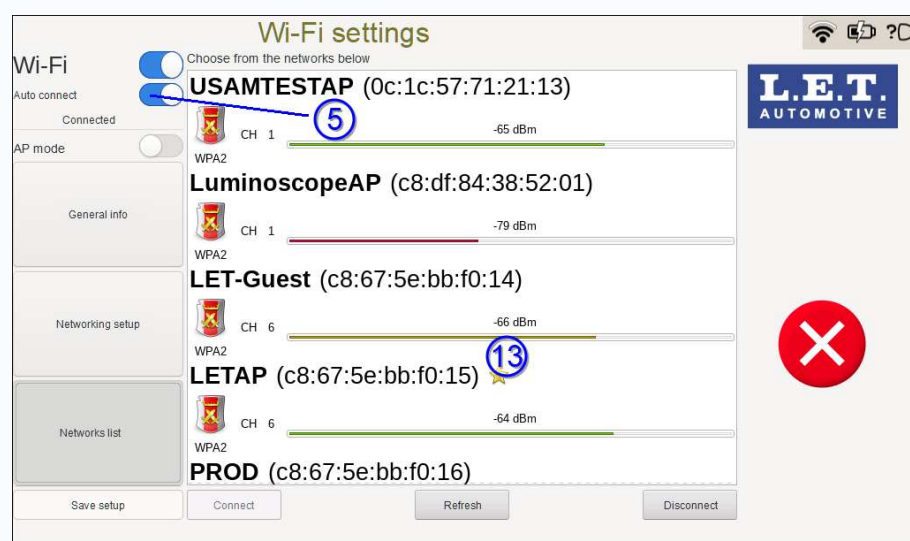 Wi-Fi settings
Wi-Fi
Choose from the networks below
Auto connect
Connected
AP mode
General info
Networking setup
Networks list
Save setup
USAMTESTAP (0c:1c:57:71:21:13)
5
CH 1
-65 dBm
WPA2
LuminoscopeAP (c8:df:84:38:52:01)
CH 1
-79 dBm
WPA2
LET-Guest (c8:67:5e:bb:f0:14)
CH 6
-66 dBm
WPA2
13
LETAP (c8:67:5e:bb:f0:15)
CH 6
-64 dBm
WPA2
PROD (c8:67:5e:bb:f0:16)
Connect
Refresh
Disconnect
L.E.T.
AUTOMOTIVE